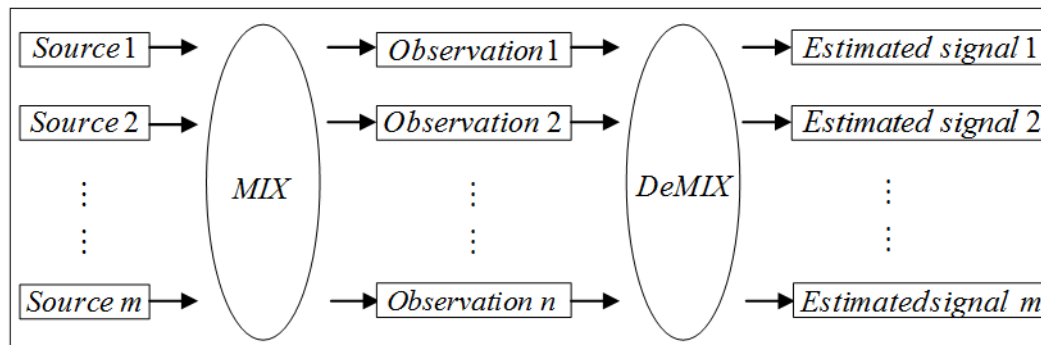 Source 1
Observation 1
Estimated signal 1
Source 2
Observation 2
Estimated signal 2
MIX
DeMIX
Source m
Observation n
Estimatedsignal m